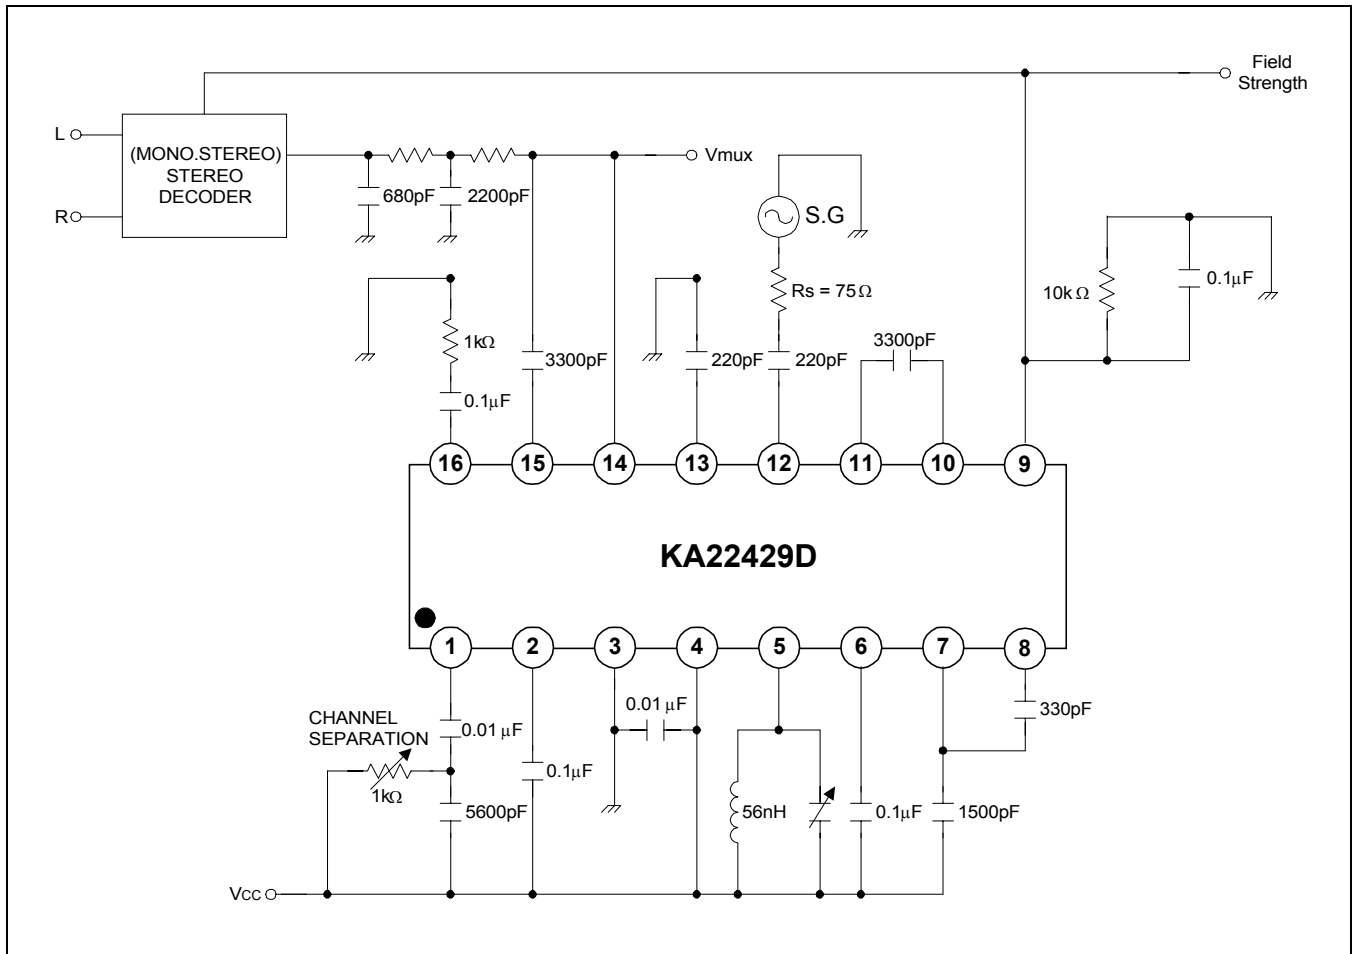 Field
Strength
L
(MONO.STEREO)
STEREO
DECODER
R
Vmux
680pF
2200pF
S.G
Rs = 75Ω
10kΩ
0.1μF
1kΩ
3300pF
220pF
220pF
3300pF
0.1μF
16
15
14
13
12
11
10
9
KA22429D
1
2
3
4
5
6
7
8
CHANNEL
SEPARATION
0.01μF
0.01μF
330pF
1kΩ
0.1μF
5600pF
56nH
0.1μF
1500pF
Vcc